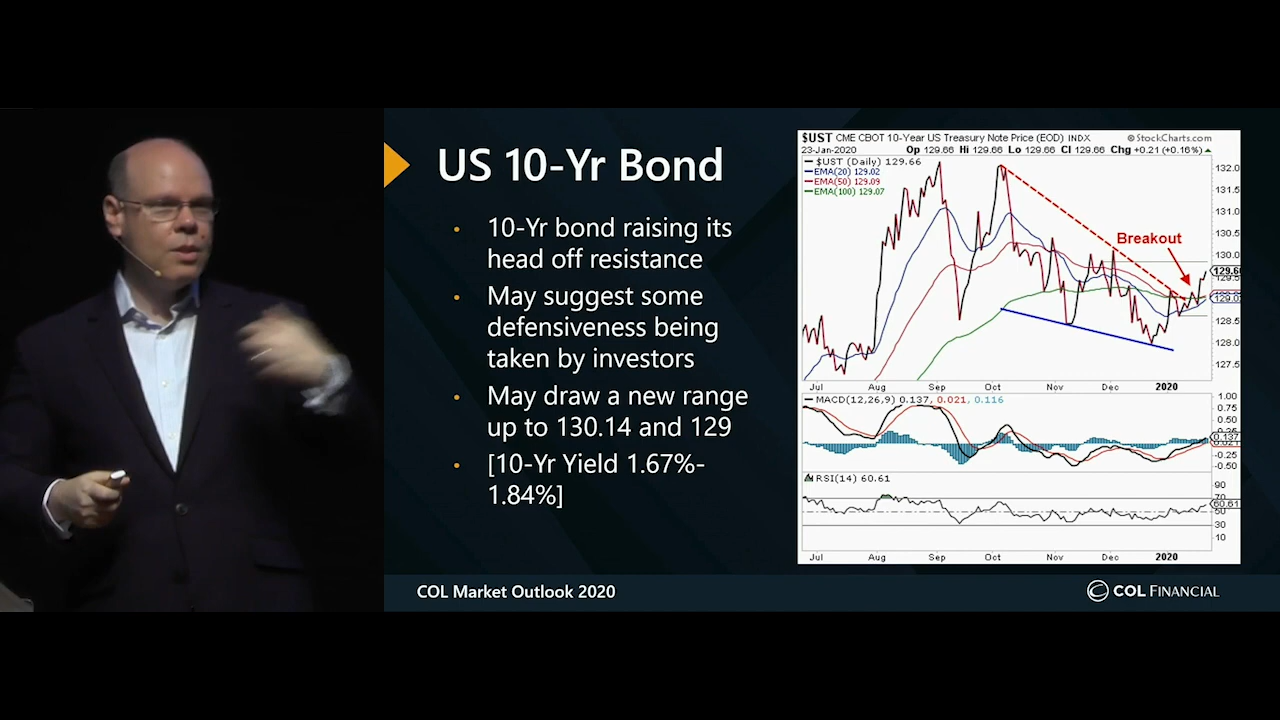 US 10-Yr Bond
• 10-Yr bond raising its
head off resistance
• May suggest some
defensiveness being
taken by investors
• May draw a new range
up to 130.14 and 129
• [10-Yr Yield 1.67%-
1.84%]
$UST CME CBOT 10-Year US Treasury Note Price (EOD) INDX © StockCharts.com
23-Jan-2020 Op 129.66 Hi 129.66 Lo 129.66 Cl 129.66 Chg +0.21 (+0.16%)
$UST (Daily) 129.66
EMA(20) 129.02
EMA(50) 129.09
EMA(100) 129.07
132.0
131.5
131.0
130.5
Breakout
130.0
129.5
128.5
128.0
127.5
Jul Aug Sep Oct Nov Dec 2020
MACD(12,26,9) 0.137, 0.021, 0.116
1.00
0.75
0.50
0.137
-0.25
-0.50
RSI(14) 60.61
90
70
60.61
50
30
10
Jul Aug Sep Oct Nov Dec 2020
COL Market Outlook 2020
COL FINANCIAL